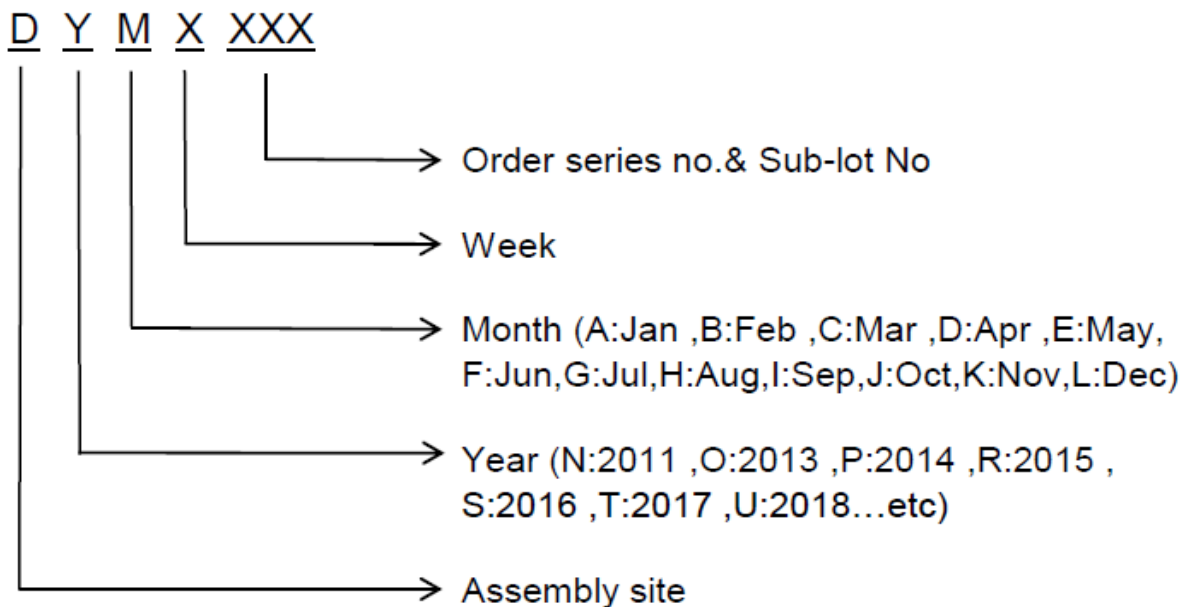 D Y M X XXX
Order series no.& Sub-lot No
Week
Month (A:Jan ,B:Feb ,C:Mar ,D:Apr ,E:May,
F:Jun,G:Jul,H:Aug,I:Sep,J:Oct,K:Nov,L:Dec)
Year (N:2011 ,O:2013 ,P:2014 ,R:2015 ,
S:2016 ,T:2017 ,U:2018...etc)
Assembly site